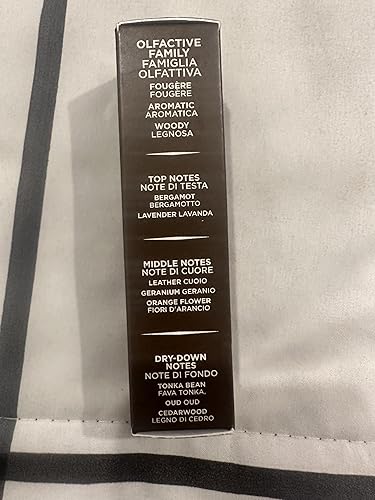 OLFACTIVE
FAMILY
FAMIGLIA
OLFATTIVA
FOUGÈRE
FOUGÈRE
AROMATIC
AROMATICA
WOODY
LEGNOSA
TOP NOTES
NOTE DI TESTA
BERGAMOT
BERGAMOTTO
LAVENDER LAVANDA
MIDDLE NOTES
NOTE DI CUORE
LEATHER CUOIO
GERANIUM GERANIO
ORANGE FLOWER
FIORI D'ARANCIO
DRY-DOWN
NOTES
NOTE DI FONDO
TONKA BEAN
FAVA TONKA,
OUD OUD
CEDARWOOD
LEGNO DI CEDRO